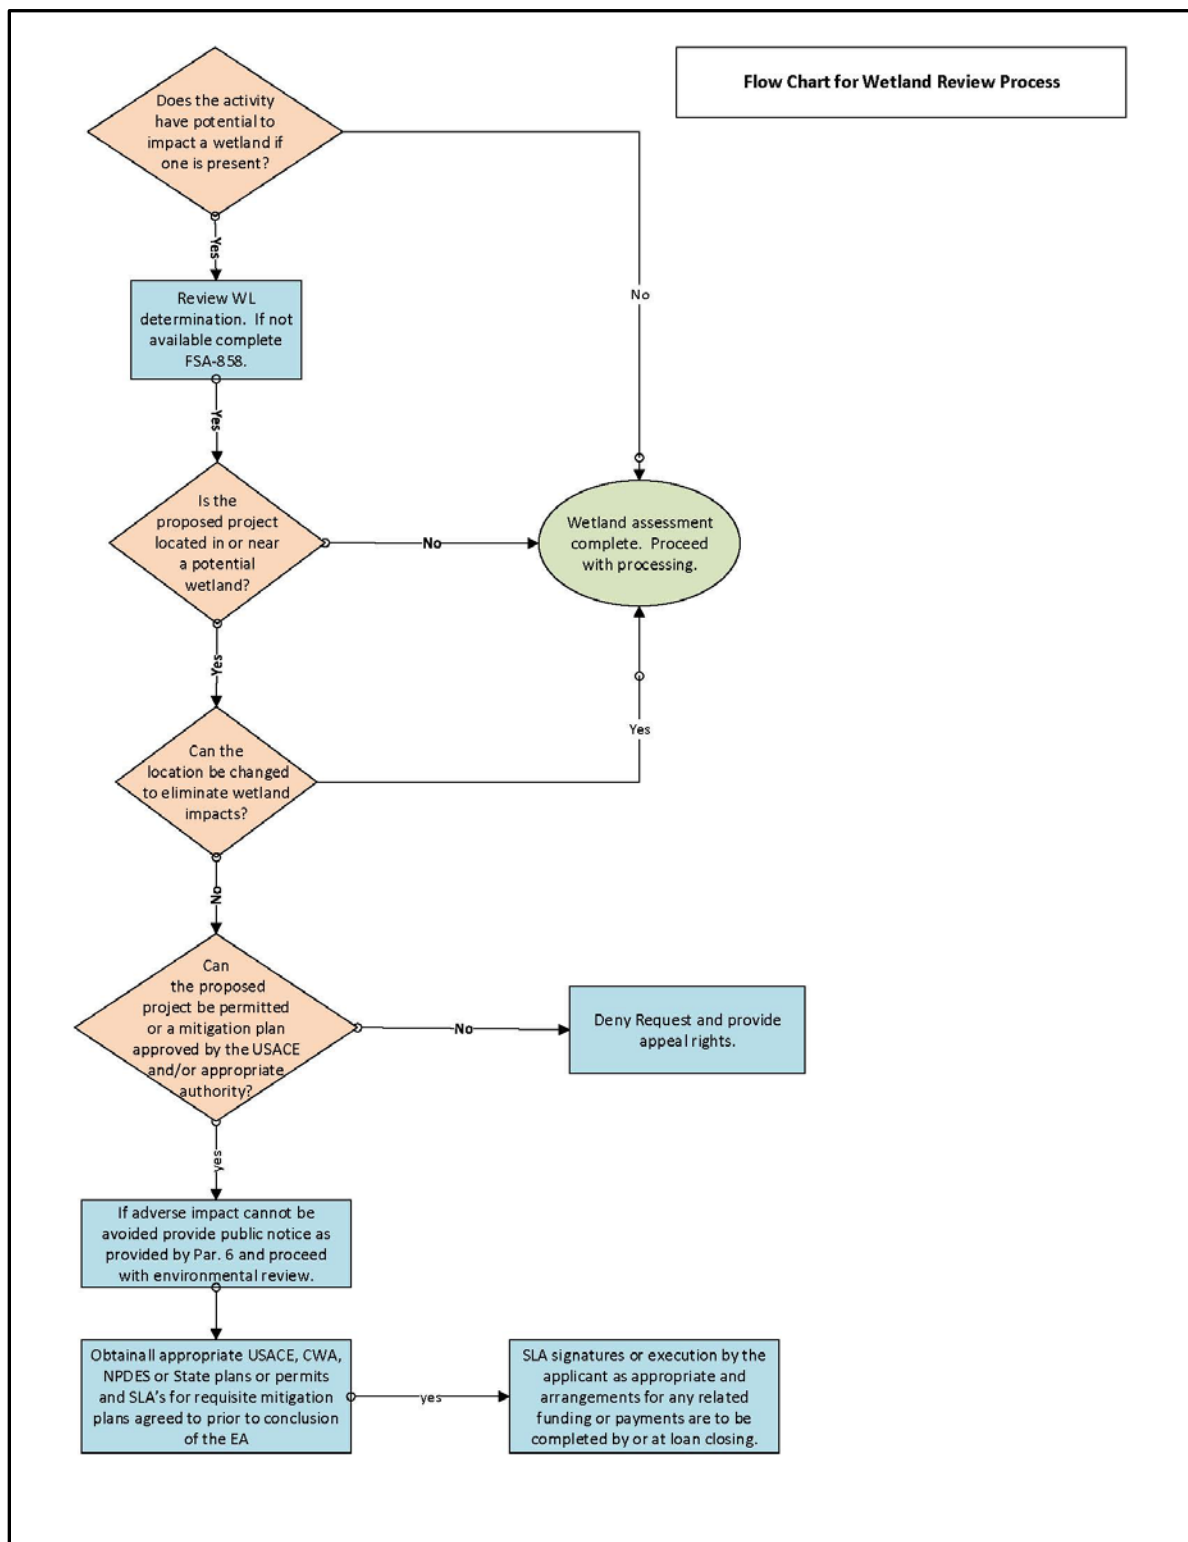 Flow Chart for Wetland Review Process
Does the activity
have potential to
impact a wetland if
one is present?
No
Yes
Review WL
determination.  If not
available complete
FSA-858.
Yes
Is the
proposed project
located in or near
a potential
wetland?
No
Wetland assessment
complete.  Proceed
with processing.
Yes
Yes
Can the
location be changed
to eliminate wetland
impacts?
No
Can
the proposed
project be permitted
or a mitigation plan
approved by the USACE
and/or appropriate
authority?
No
Deny Request and provide
appeal rights.
yes
If adverse impact cannot be
avoided provide public notice as
provided by Par. 6 and proceed
with environmental review.
Obtainall appropriate USACE, CWA,
NPDES or State plans or permits
and SLA's for requisite mitigation
plans agreed to prior to conclusion
of the EA
yes
SLA signatures or execution by the
applicant as appropriate and
arrangements for any related
funding or payments are to be
completed by or at loan closing.